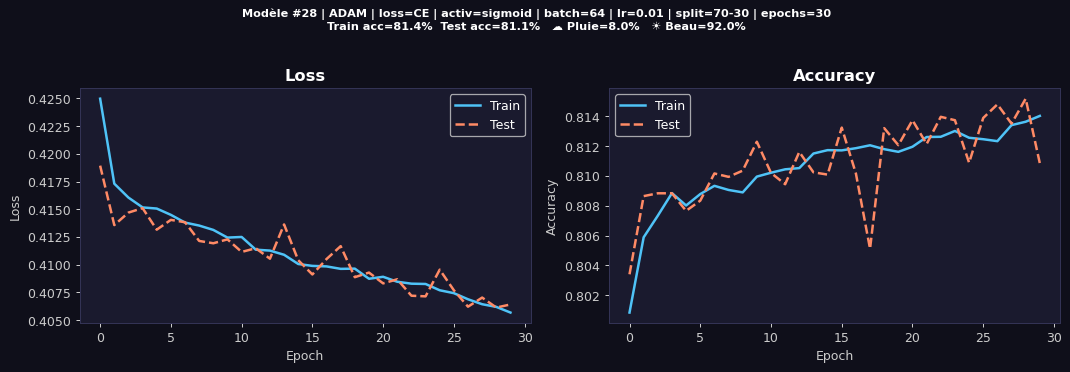 Modèle #28 | ADAM | loss=CE | activ=sigmoid | batch=64 | lr=0.01 | split=70-30 | epochs=30
Train acc=81.4%  Test acc=81.1%   ☁ Pluie=8.0%   ☀ Beau=92.0%
Loss
0.4250
0.4225
0.4200
0.4175
0.4150
0.4125
0.4100
0.4075
0.4050
Loss
Train
Test
0
5
10
15
20
25
30
Epoch
Accuracy
0.814
0.812
0.810
0.808
0.806
0.804
0.802
Accuracy
Train
Test
0
5
10
15
20
25
30
Epoch